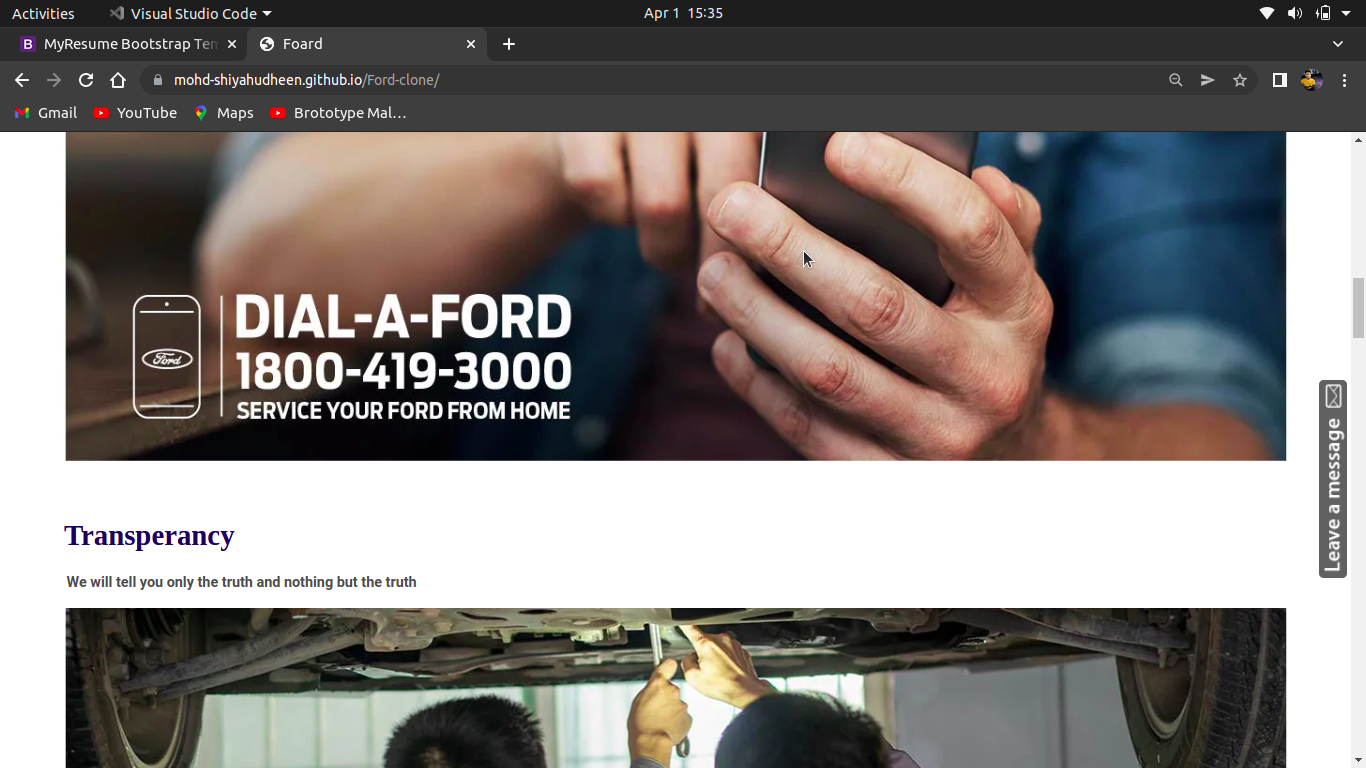 Activities
Visual Studio Code
Apr 1 15:35
MyResume Bootstrap Ten
Foard
mohd-shiyahudheen.github.io/Ford-clone/
Gmail
YouTube
Maps
Brototype Mal...
DIAL-A-FORD
Ford
1800-419-3000
SERVICE YOUR FORD FROM HOME
Leave a message
Transperancy
We will tell you only the truth and nothing but the truth